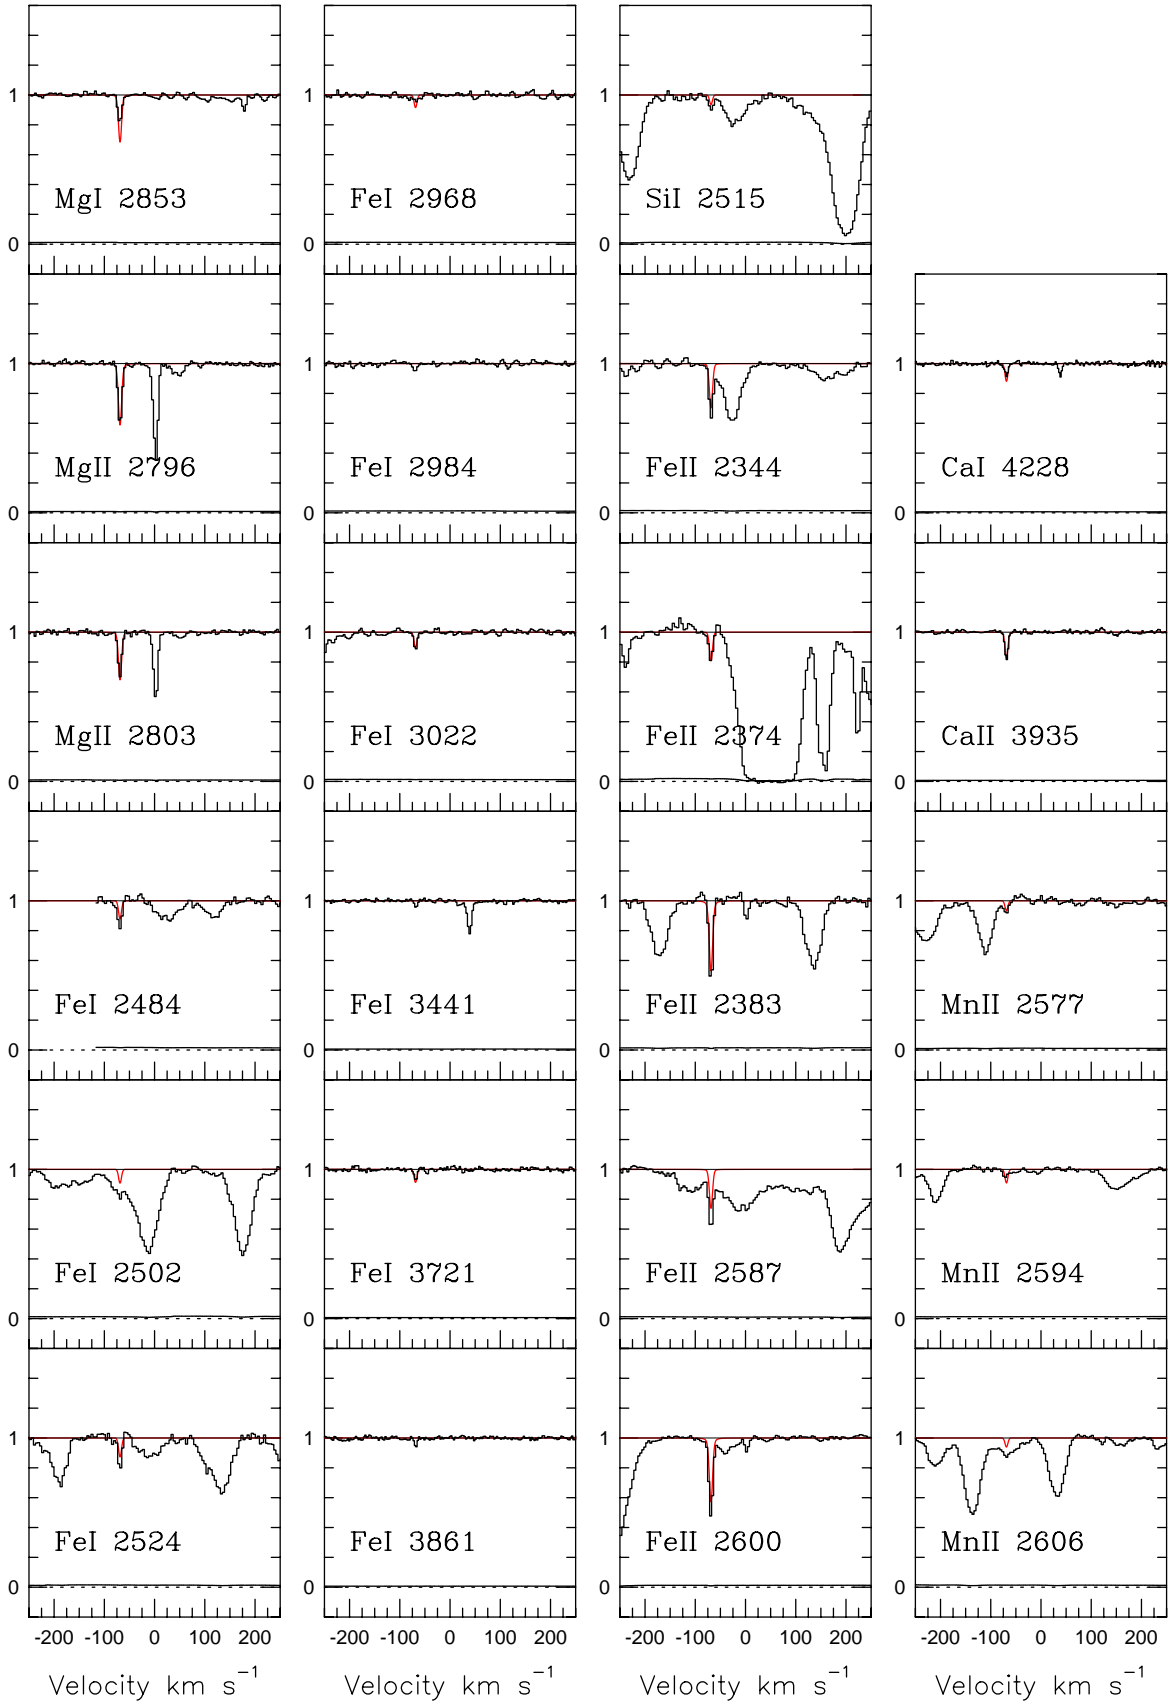 1
MgI 2853
0
FeI 2968
SiI 2515
1
0
1
MgII 2796
0
FeI 2984
1
FeII 2344
0
1
CaI 4228
0
1
MgII 2803
0
1
FeI 3022
0
1
FeII 2374
0
1
CaII 3935
0
1
FeI 2484
0
1
FeI 3441
0
1
FeII 2383
0
1
MnII 2577
0
1
FeI 2502
0
1
FeI 3721
0
1
FeII 2587
0
1
MnII 2594
0
1
FeI 2524
0
1
FeI 3861
0
1
FeII 2600
0
1
MnII 2606
0
-200 -100 0 100 200
-200 -100 0 100 200
-200 -100 0 100 200
-200 -100 0 100 200
Velocity km s⁻¹
Velocity km s⁻¹
Velocity km s⁻¹
Velocity km s⁻¹